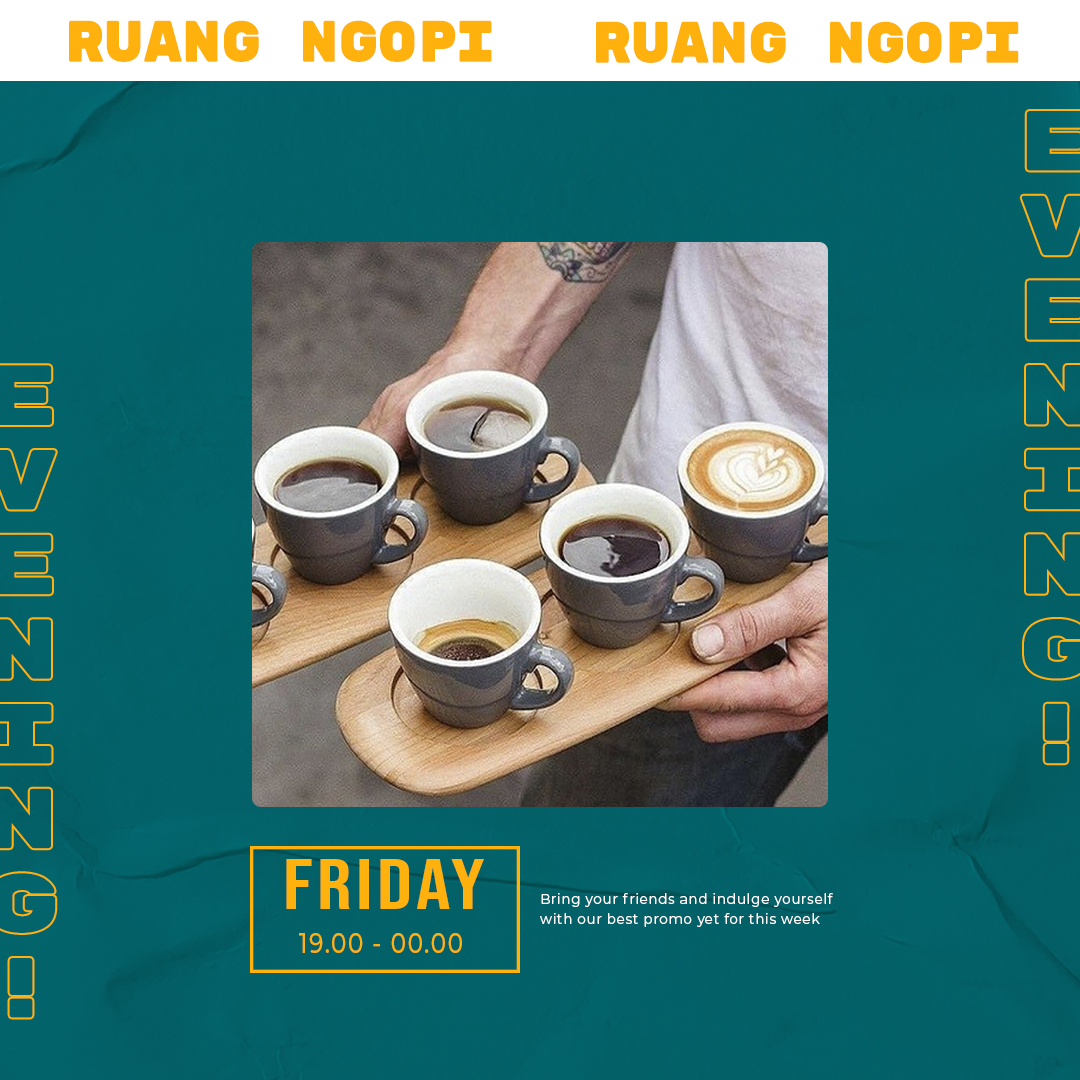 RUANG NGOPI RUANG NGOPI
EVENING!
EVENING!
FRIDAY
19.00 - 00.00
Bring your friends and indulge yourself
with our best promo yet for this week